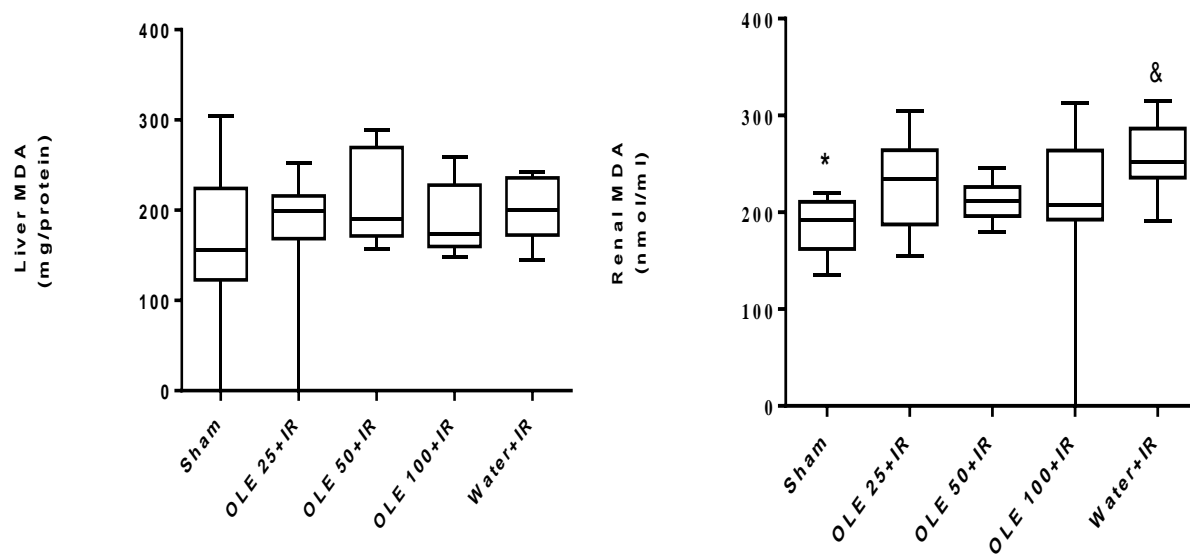 Liver MDA
(mg/protein)
400
300
200
100
0
Sham
OLE 25+IR
OLE 50+IR
OLE 100+IR
Water+IR
Renal MDA
(nmol/ml)
400
300
200
100
0
*
&
Sham
OLE 25+IR
OLE 50+IR
OLE 100+IR
Water+IR